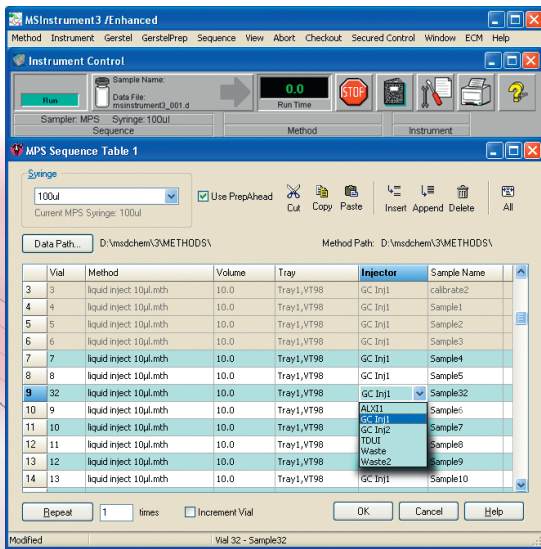 MSInstrument3 /Enhanced
Method Instrument Gerstel GerstelPrep Sequence View Abort Checkout Secured Control Window ECM Help
Instrument Control
Run
Sample Name:
Data File:
msinstrument3_001.d
0.0
Run Time
STOP
Sampler: MPS Syringe: 100ul
Sequence Method Instrument
MPS Sequence Table 1
Syringe
100ul
Current MPS Syringe: 100ul
Use PrepAhead
Cut Copy Paste Insert Append Delete All
Data Path... D:\msdchem\3\METHODS\ Method Path: D:\msdchem\3\METHODS\
Vial Method Volume Tray Injector Sample Name
3 3 liquid inject 10µl.mth 10.0 Tray1,VT98 GC Inj1 calibrate2
4 4 liquid inject 10µl.mth 10.0 Tray1,VT98 GC Inj1 Sample1
5 5 liquid inject 10µl.mth 10.0 Tray1,VT98 GC Inj1 Sample2
6 6 liquid inject 10µl.mth 10.0 Tray1,VT98 GC Inj1 Sample3
7 7 liquid inject 10µl.mth 10.0 Tray1,VT98 GC Inj1 Sample4
8 8 liquid inject 10µl.mth 10.0 Tray1,VT98 GC Inj1 Sample5
9 32 liquid inject 10µl.mth 10.0 Tray1,VT98 GC Inj1 Sample32
10 9 liquid inject 10µl.mth 10.0 Tray1,VT98 ALXI1 Sample6
11 10 liquid inject 10µl.mth 10.0 Tray1,VT98 GC Inj1 GC Inj2 Sample7
12 11 liquid inject 10µl.mth 10.0 Tray1,VT98 TDUI Sample8
13 12 liquid inject 10µl.mth 10.0 Tray1,VT98 Waste Waste2 Sample9
14 13 liquid inject 10µl.mth 10.0 Tray1,VT98 GC Inj1 Sample10
Repeat 1 times Increment Vial OK Cancel Help
Modified Vial 32 - Sample32